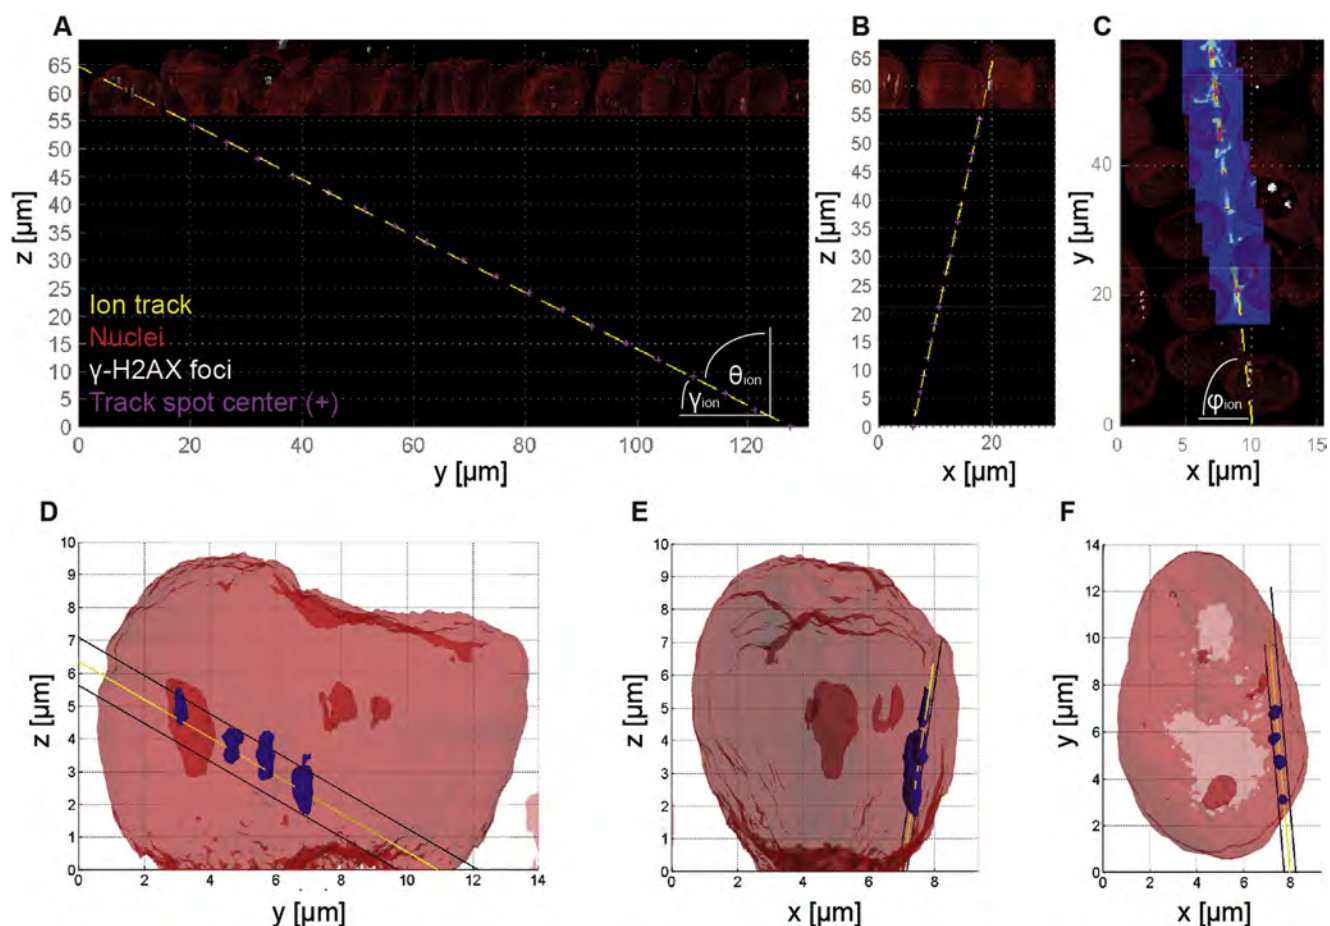 A
B
C
65
60
55
50
45
40
35
30
25
20
15
10
5
0
z [µm]
Ion track
Nuclei
γ-H2AX foci
Track spot center (+)
γion
θion
0 20 40 60 80 100 120
y [µm]
65
60
55
50
45
40
35
30
25
20
15
10
5
0
z [µm]
0 20
x [µm]
40
20
0
y [µm]
φion
0 5 10 15
x [µm]
D
E
F
10
9
8
7
6
5
4
3
2
1
0
z [µm]
0 2 4 6 8 10 12 14
y [µm]
10
9
8
7
6
5
4
3
2
1
0
z [µm]
0 2 4 6 8
x [µm]
14
12
10
8
6
4
2
0
y [µm]
0 2 4 6 8
x [µm]